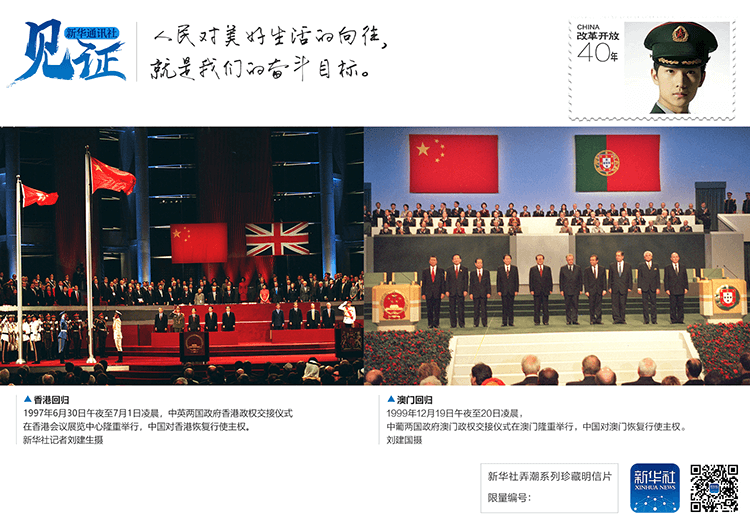 新华通讯社
见证
人民对美好生活的向往，
就是我们的奋斗目标。
CHINA
改革开放
40年
▲香港回归
1997年6月30日午夜至7月1日凌晨，中英两国政府香港政权交接仪式
在香港会议展览中心隆重举行，中国对香港恢复行使主权。
新华社记者刘建生摄
▲澳门回归
1999年12月19日午夜至20日凌晨，
中葡两国政府澳门政权交接仪式在澳门隆重举行，中国对澳门恢复行使主权。
刘建国摄
新华社弄潮系列珍藏明信片
限量编号：
新华社
XINHUA NEWS